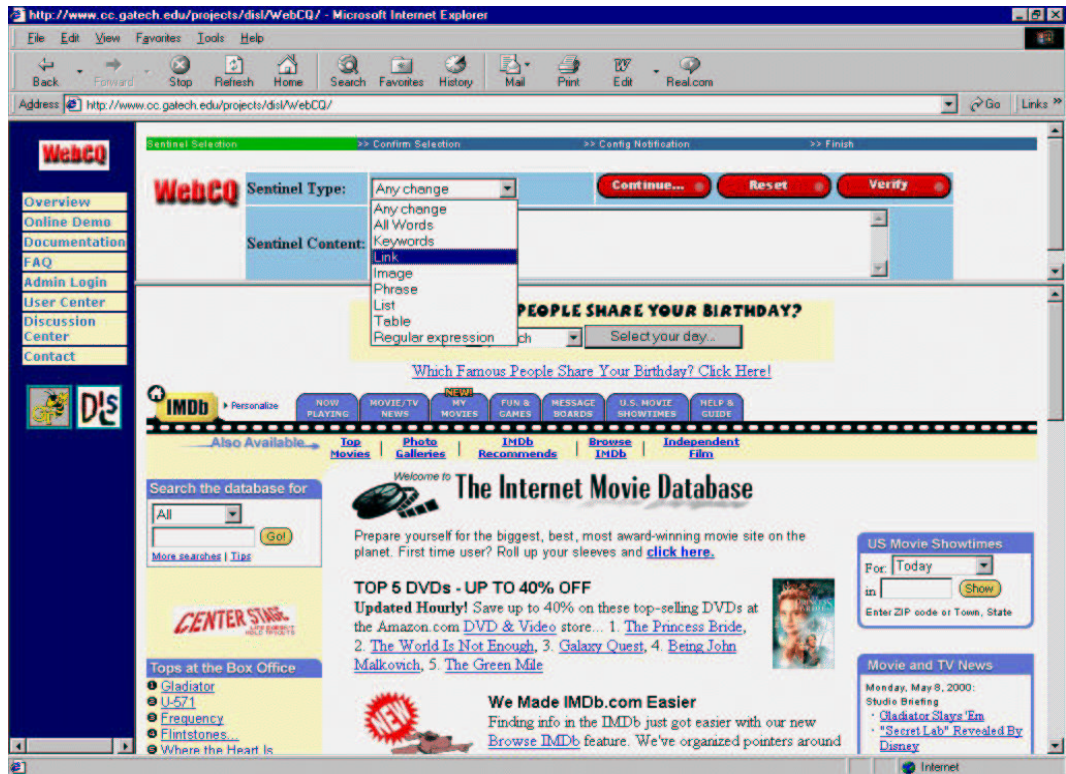 http://www.cc.gatech.edu/projects/disl/WebCQ/ - Microsoft Internet Explorer
File Edit View Favorites Tools Help
Back Forward Stop Refresh Home Search Favorites History Mail Print Edit Real.com
Address http://www.cc.gatech.edu/projects/disl/WebCQ/ Go Links »
WebCQ
Overview
Online Demo
Documentation
FAQ
Admin Login
User Center
Discussion
Center
Contact
Sentinel Selection >> Confirm Selection >> Config Notification >> Finish
WebCQ Sentinel Type: Any change Continue... Reset Verify
Any change
All Words
Keywords
Link
Image
Phrase
List
Table
Regular expression
Sentinel Content:
PEOPLE SHARE YOUR BIRTHDAY?
ch Select your day...
Which Famous People Share Your Birthday? Click Here!
IMDb Personalize
NOW PLAYING
MOVIE/TV NEWS
NEW!
MY MOVIES
FUN & GAMES
MESSAGE BOARDS
U.S. MOVIE SHOWTIMES
HELP & GUIDE
Also Available
Top Movies | Photo Galleries | IMDb Recommends | Browse IMDb | Independent Film
Search the database for
All
Go!
More searches | Tips
CENTER STAGE
Tops at the Box Office
1 Gladiator
2 U-571
3 Frequency
4 Flintstones...
5 Where the Heart Is
Welcome to The Internet Movie Database
Prepare yourself for the biggest, best, most award-winning movie site on the
planet. First time user? Roll up your sleeves and click here.
TOP 5 DVDs - UP TO 40% OFF
Updated Hourly! Save up to 40% on these top-selling DVDs at
the Amazon.com DVD & Video store... 1. The Princess Bride,
2. The World Is Not Enough, 3. Galaxy Quest, 4. Being John
Malkovich, 5. The Green Mile
NEW!
We Made IMDb.com Easier
Finding info in the IMDb just got easier with our new
Browse IMDb feature. We've organized pointers around
US Movie Showtimes
For: Today
in Show
Enter ZIP code or Town, State
Movie and TV News
Monday, May 8, 2000:
Studio Briefing
· Gladiator Slays 'Em
· "Secret Lab" Revealed By
Disney
Internet